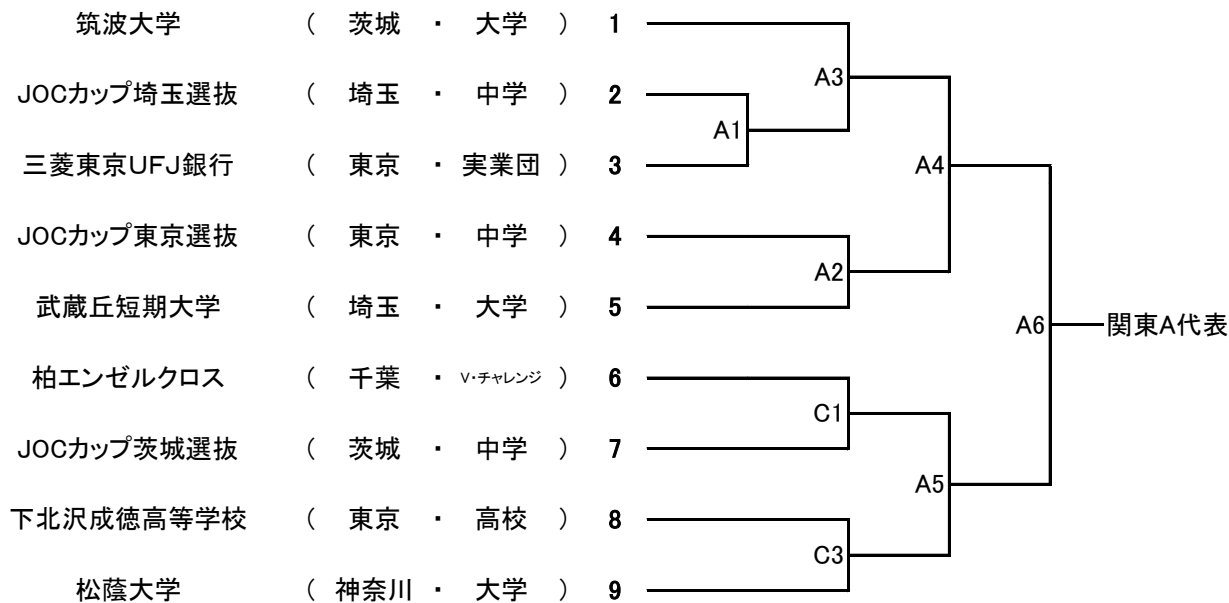 筑波大学 ( 茨城 ・ 大学 ) 1
A3
JOCカップ埼玉選抜 ( 埼玉 ・ 中学 ) 2
A1
三菱東京UFJ銀行 ( 東京 ・ 実業団 ) 3
A4
JOCカップ東京選抜 ( 東京 ・ 中学 ) 4
A2
武蔵丘短期大学 ( 埼玉 ・ 大学 ) 5
A6 関東A代表
柏エンゼルクロス ( 千葉 ・ V・チャレンジ ) 6
C1
JOCカップ茨城選抜 ( 茨城 ・ 中学 ) 7
A5
下北沢成徳高等学校 ( 東京 ・ 高校 ) 8
C3
松蔭大学 ( 神奈川 ・ 大学 ) 9